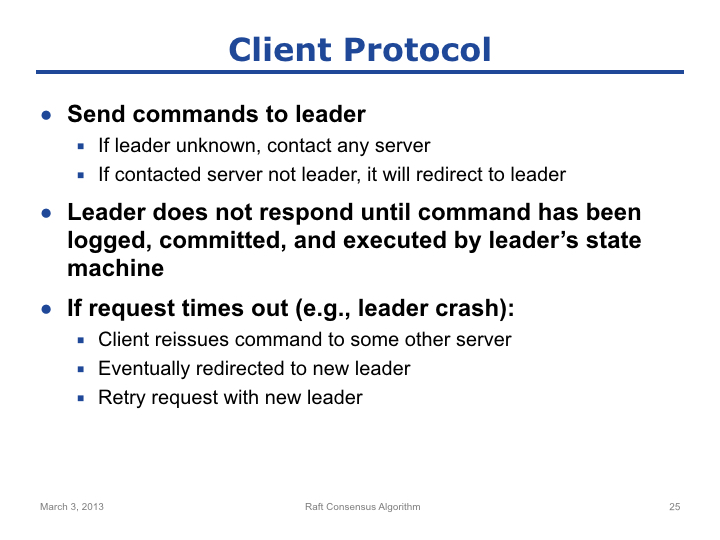 Client Protocol
● Send commands to leader
▪ If leader unknown, contact any server
▪ If contacted server not leader, it will redirect to leader
● Leader does not respond until command has been
logged, committed, and executed by leader’s state
machine
● If request times out (e.g., leader crash):
▪ Client reissues command to some other server
▪ Eventually redirected to new leader
▪ Retry request with new leader
March 3, 2013 Raft Consensus Algorithm 25